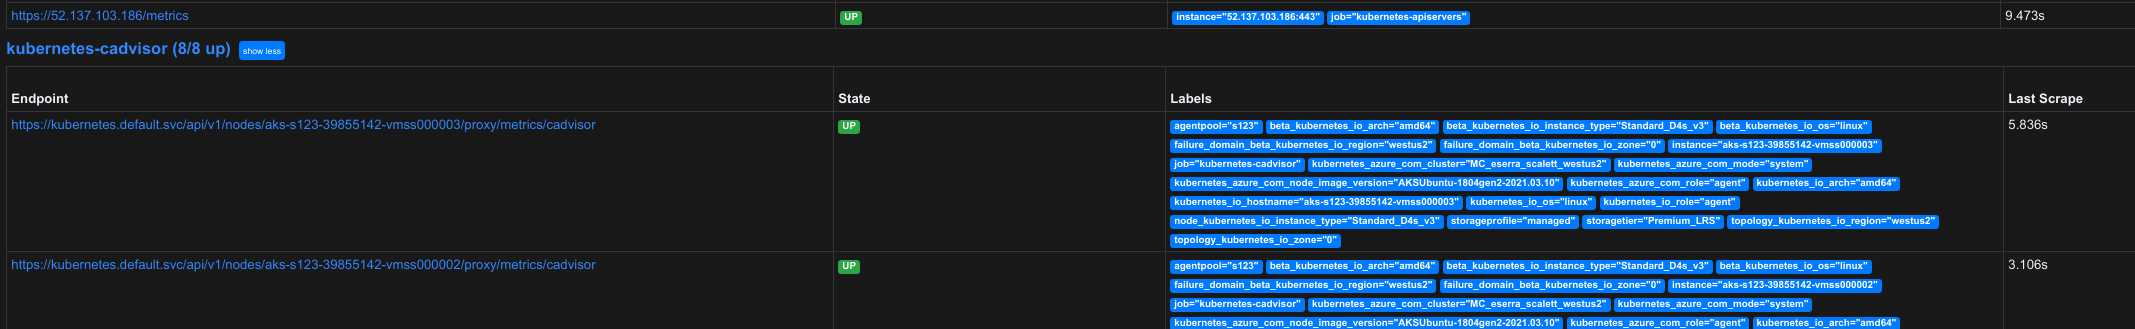 https://52.137.103.186/metrics UP instance="52.137.103.186:443" job="kubernetes-apiservers" 9.473s
kubernetes-cadvisor (8/8 up) show less
Endpoint State Labels Last Scrape
https://kubernetes.default.svc/api/v1/nodes/aks-s123-39855142-vmss000003/proxy/metrics/cadvisor UP agentpool="s123" beta_kubernetes_io_arch="amd64" beta_kubernetes_io_instance_type="Standard_D4s_v3" beta_kubernetes_io_os="linux" 5.836s
failure_domain_beta_kubernetes_io_region="westus2" failure_domain_beta_kubernetes_io_zone="0" instance="aks-s123-39855142-vmss000003"
job="kubernetes-cadvisor" kubernetes_azure_com_cluster="MC_eserra_scalett_westus2" kubernetes_azure_com_mode="system"
kubernetes_azure_com_node_image_version="AKSUbuntu-1804gen2-2021.03.10" kubernetes_azure_com_role="agent" kubernetes_io_arch="amd64"
kubernetes_io_hostname="aks-s123-39855142-vmss000003" kubernetes_io_os="linux" kubernetes_io_role="agent"
node_kubernetes_io_instance_type="Standard_D4s_v3" storageprofile="managed" storagetier="Premium_LRS" topology_kubernetes_io_region="westus2"
topology_kubernetes_io_zone="0"
https://kubernetes.default.svc/api/v1/nodes/aks-s123-39855142-vmss000002/proxy/metrics/cadvisor UP agentpool="s123" beta_kubernetes_io_arch="amd64" beta_kubernetes_io_instance_type="Standard_D4s_v3" beta_kubernetes_io_os="linux" 3.106s
failure_domain_beta_kubernetes_io_region="westus2" failure_domain_beta_kubernetes_io_zone="0" instance="aks-s123-39855142-vmss000002"
job="kubernetes-cadvisor" kubernetes_azure_com_cluster="MC_eserra_scalett_westus2" kubernetes_azure_com_mode="system"
kubernetes_azure_com_node_image_version="AKSUbuntu-1804gen2-2021.03.10" kubernetes_azure_com_role="agent" kubernetes_io_arch="amd64"